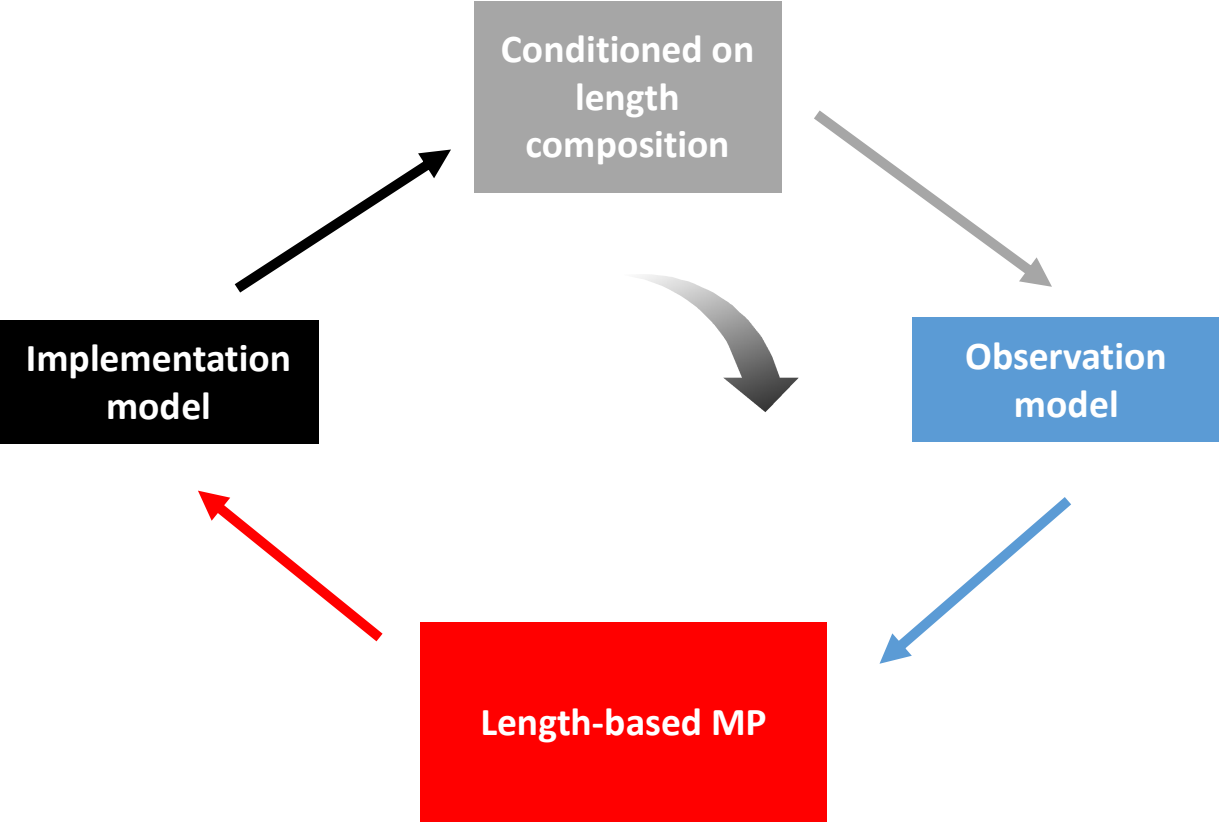 Conditioned on
length
composition
Implementation
model
Observation
model
Length-based MP